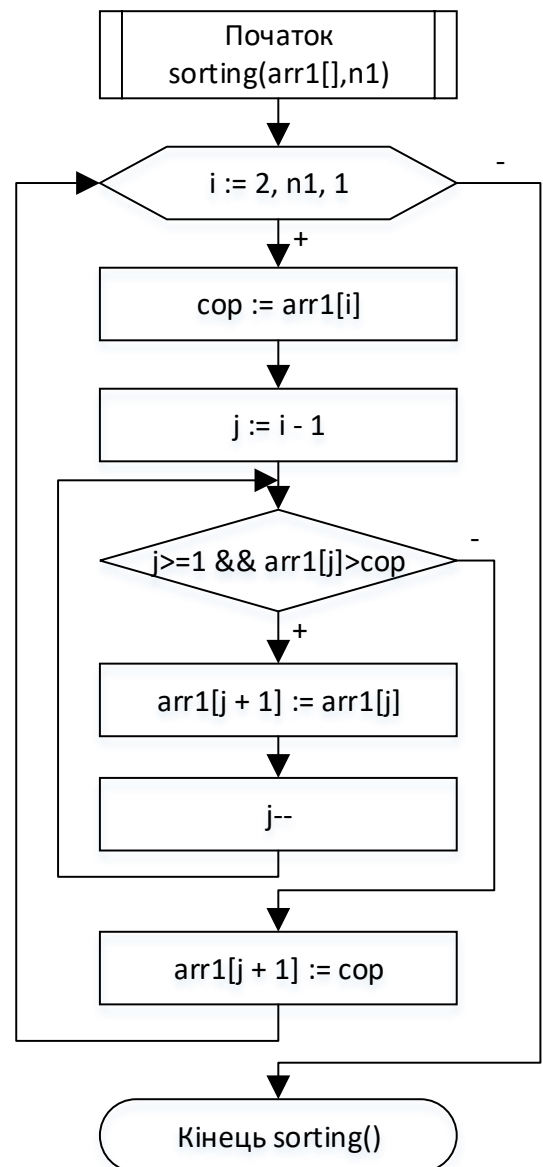 Початок
sorting(arr1[],n1)
i := 2, n1, 1
-
+
cop := arr1[i]
j := i - 1
j>=1 && arr1[j]>cop
-
+
arr1[j + 1] := arr1[j]
j--
arr1[j + 1] := cop
Кінець sorting()